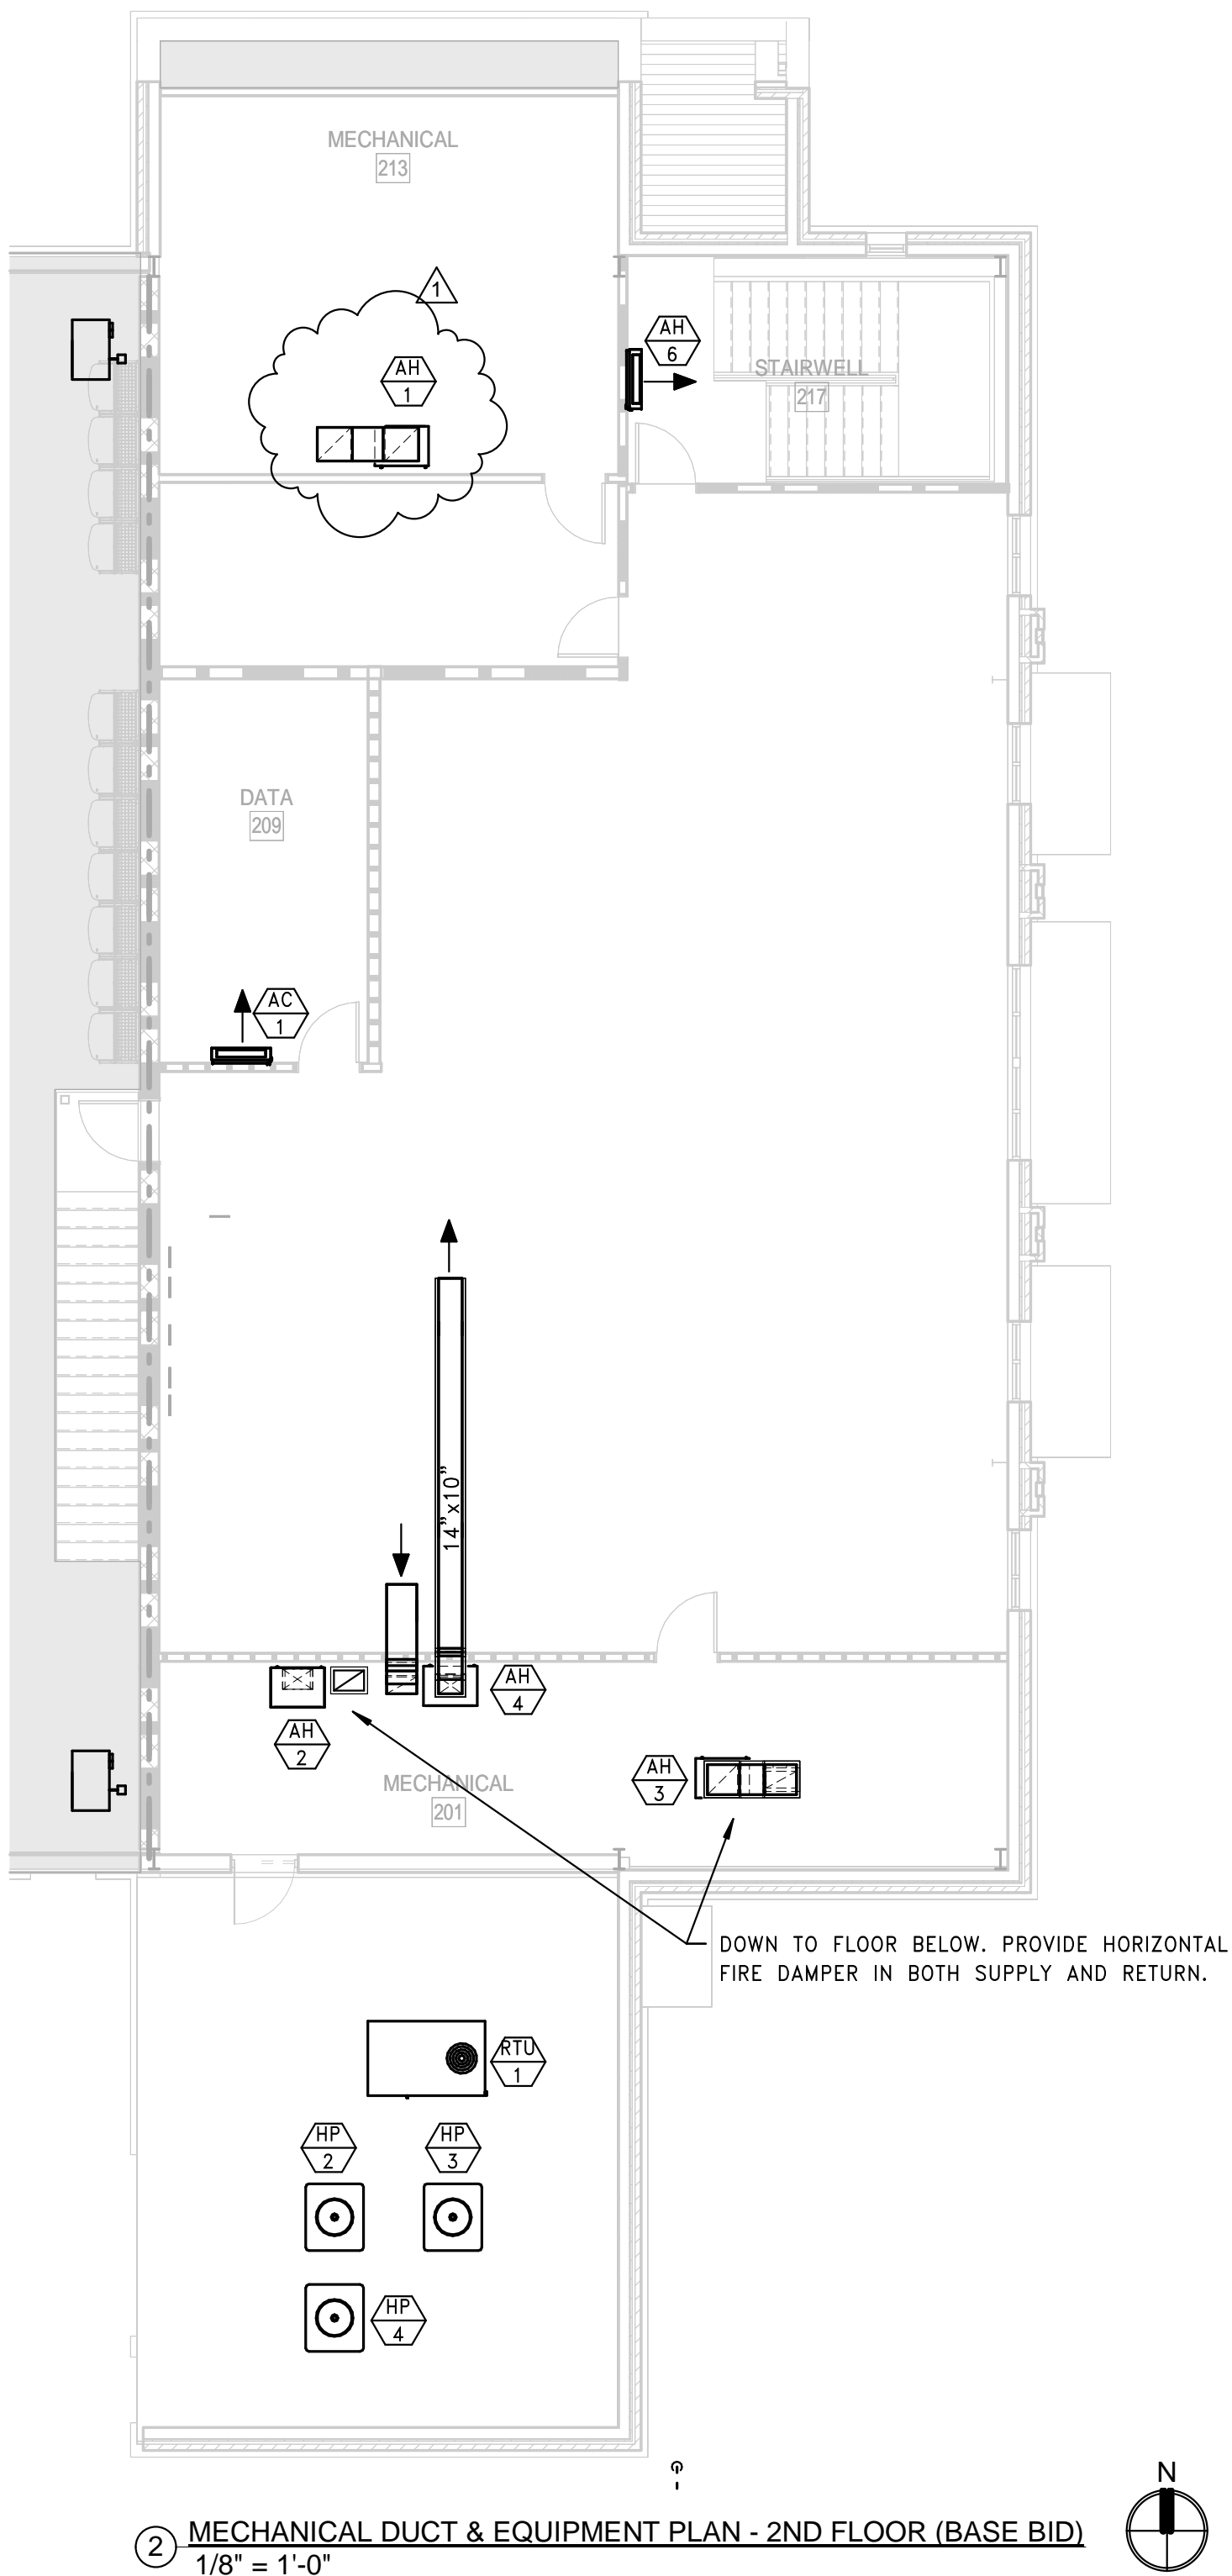 MECHANICAL
213
1
AH
1
AH
6
STAIRWELL
217
DATA
209
AC
1
14"x10"
AH
4
AH
2
AH
3
MECHANICAL
201
DOWN TO FLOOR BELOW. PROVIDE HORIZONTAL
FIRE DAMPER IN BOTH SUPPLY AND RETURN.
RTU
1
HP
2
HP
3
HP
4
N
2
MECHANICAL DUCT & EQUIPMENT PLAN - 2ND FLOOR (BASE BID)
1/8" = 1'-0"